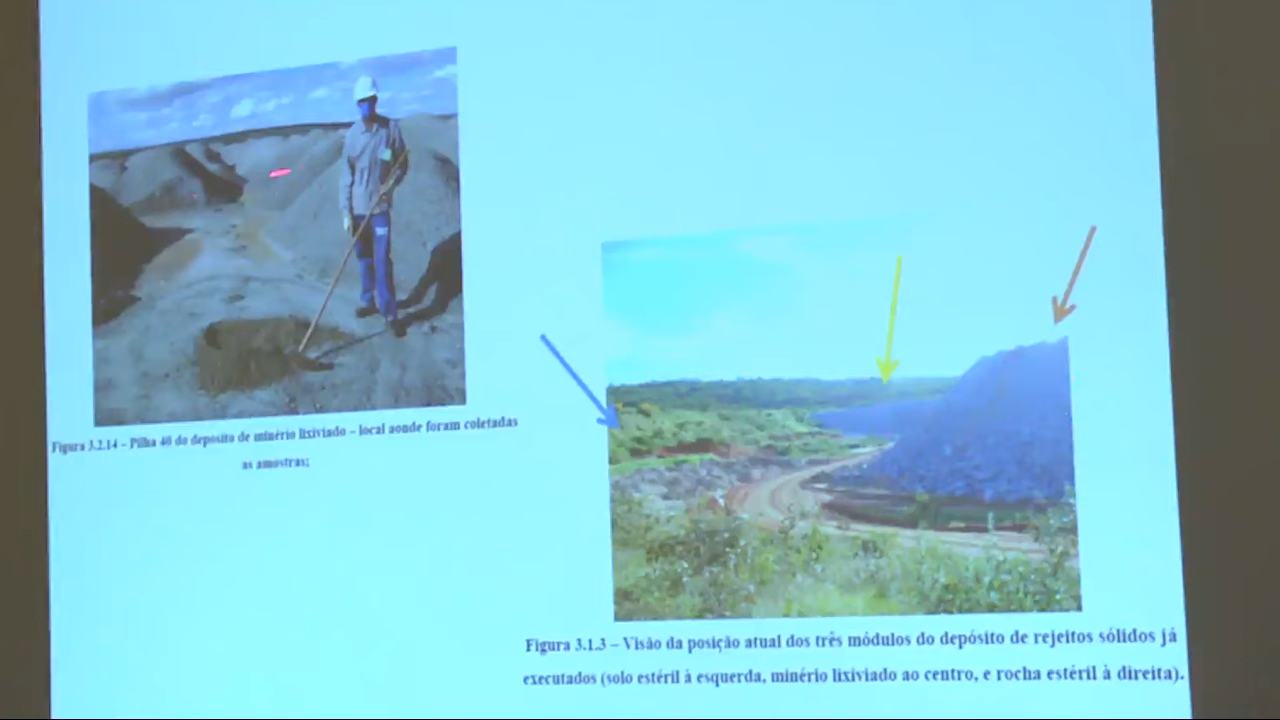 Figura 3.2.14 – Pilha 40 do depósito de minério lixiviado – local aonde foram coletadas
as amostras;
Figura 3.1.3 – Visão da posição atual dos três módulos do depósito de rejeitos sólidos já
executados (solo estéril à esquerda, minério lixiviado ao centro, e rocha estéril à direita).